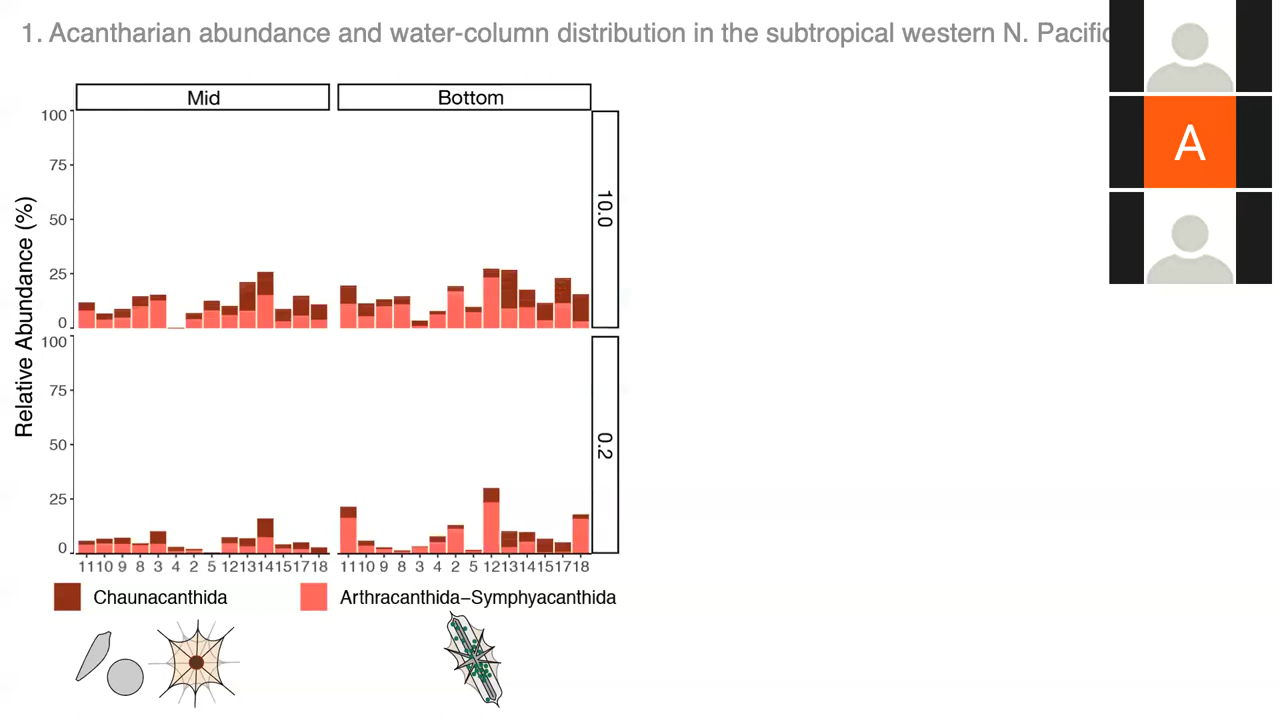 1. Acantharian abundance and water-column distribution in the subtropical western N. Pacific
A
Mid Bottom
Relative Abundance (%)
100
75
50
25
0
10.0
100
75
50
25
0
0.2
11 10 9 8 3 4 2 5 12 13 14 15 17 18 11 10 9 8 3 4 2 5 12 13 14 15 17 18
Chaunacanthida Arthracanthida–Symphyacanthida